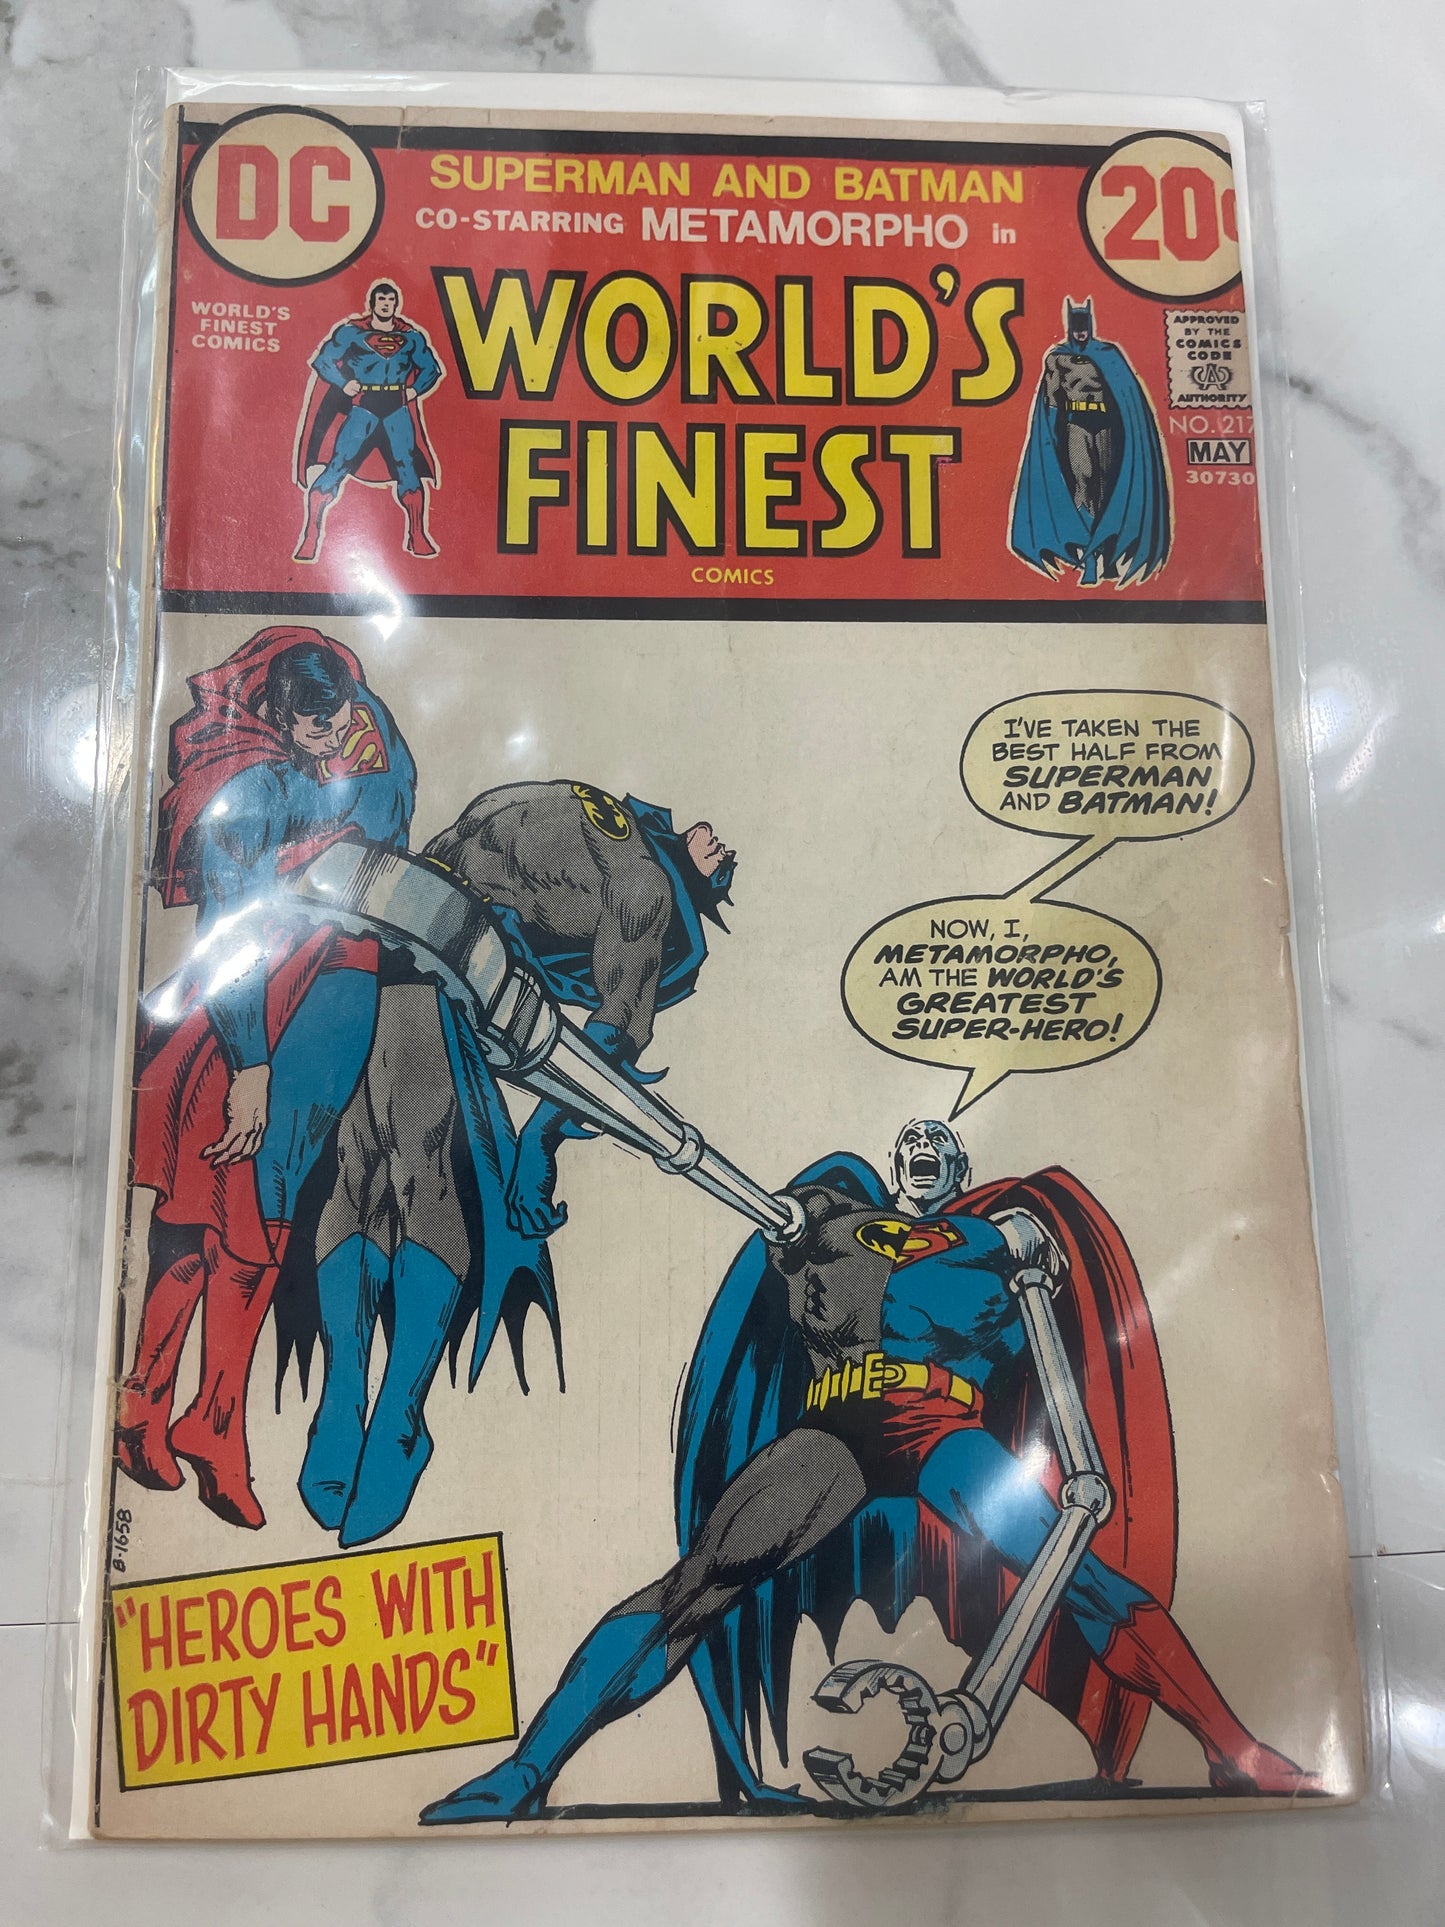 DC
SUPERMAN AND BATMAN
CO-STARRING METAMORPHO in
20¢
WORLD'S
FINEST
COMICS
WORLD'S
FINEST
COMICS
APPROVED
BY THE
COMICS
CODE
AUTHORITY
NO. 217
MAY
30730
I'VE TAKEN THE
BEST HALF FROM
SUPERMAN
AND BATMAN!
NOW, I,
METAMORPHO,
AM THE WORLD'S
GREATEST
SUPER-HERO!
B-1658
"HEROES WITH
DIRTY HANDS"